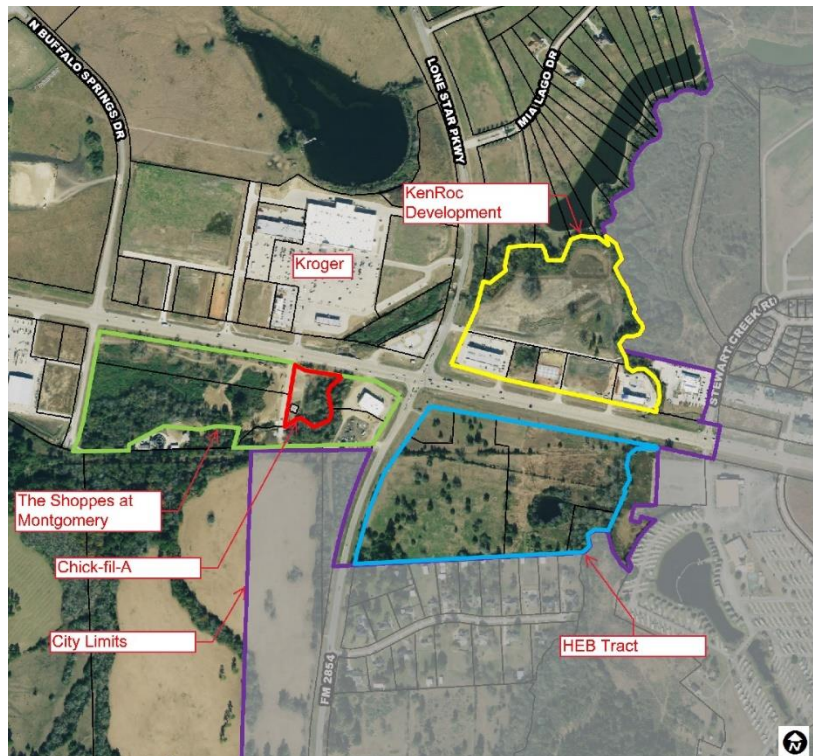 N BUFFALO SPRINGS DR
LONE STAR PKWY
MIA LAGO DR
KenRoc
Development
Kroger
STEWART CREEK RD
The Shoppes at
Montgomery
Chick-fil-A
City Limits
HEB Tract
FM 2854